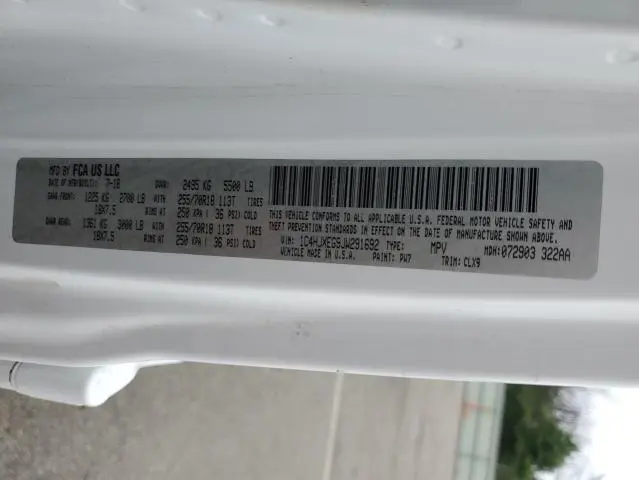 MFD BY FCA US LLC
DATE OF MFR: 7-18 GVWR: 2495 KG 5500 LB
GAWR FRONT: 1225 KG 2700 LB WITH 255/70R18 113T TIRES
18X7.5 RIMS AT 250 KPA ( 36 PSI) COLD
GAWR REAR: 1361 KG 3000 LB WITH 255/70R18 113T TIRES
18X7.5 RIMS AT 250 KPA ( 36 PSI) COLD
THIS VEHICLE CONFORMS TO ALL APPLICABLE U.S.A. FEDERAL MOTOR VEHICLE SAFETY AND
THEFT PREVENTION STANDARDS IN EFFECT ON THE DATE OF MANUFACTURE SHOWN ABOVE.
VIN: 1C4HJXEG9JW291692 TYPE: MPV MDH: 072903 322AA
VEHICLE MADE IN U.S.A. PAINT: PW7 TRIM: CLX9